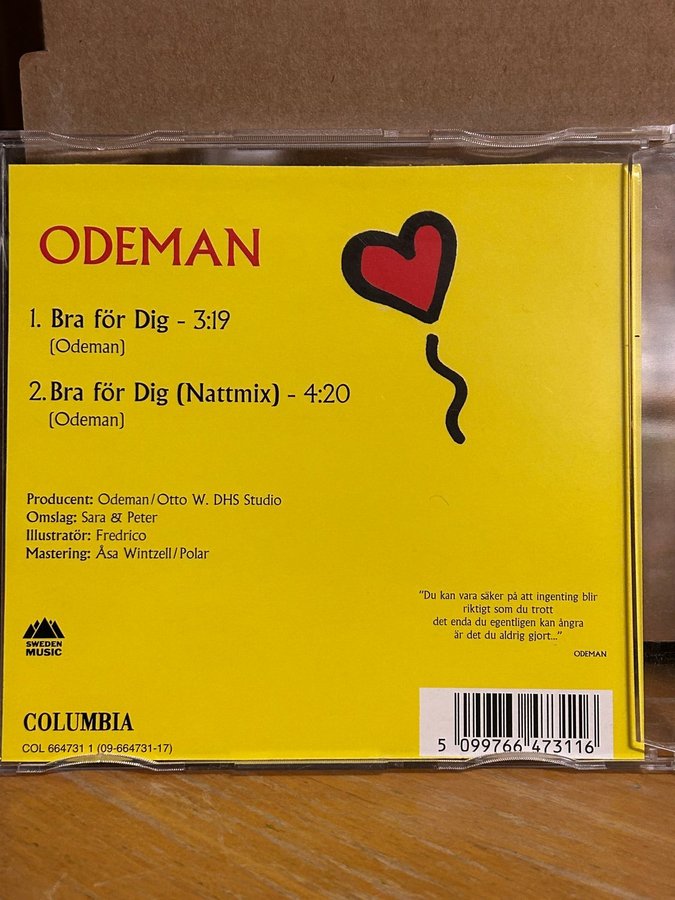 ODEMAN
1. Bra för Dig - 3:19
(Odeman)
2. Bra för Dig (Nattmix) - 4:20
(Odeman)
Producent: Odeman/Otto W. DHS Studio
Omslag: Sara & Peter
Illustratör: Fredrico
Mastering: Åsa Wintzell/Polar
"Du kan vara säker på att ingenting blir
riktigt som du trott
det enda du egentligen kan ångra
är det du aldrig gjort..."
ODEMAN
SWEDEN
MUSIC
COLUMBIA
COL 664731 1 (09-664731-17)
5 099766 473116